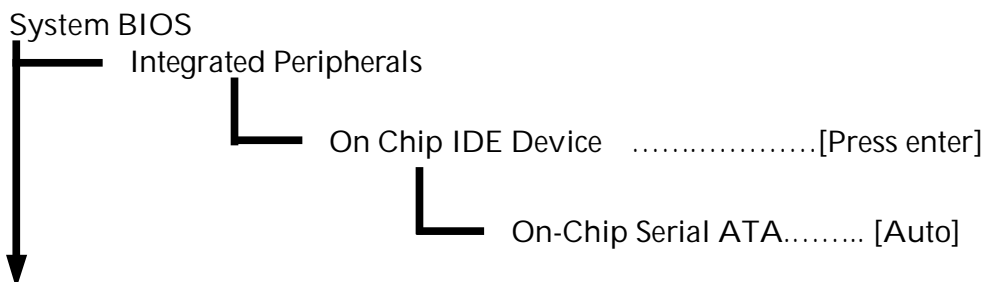 System BIOS
Integrated Peripherals
On Chip IDE Device ………………[Press enter]
On-Chip Serial ATA……... [Auto]